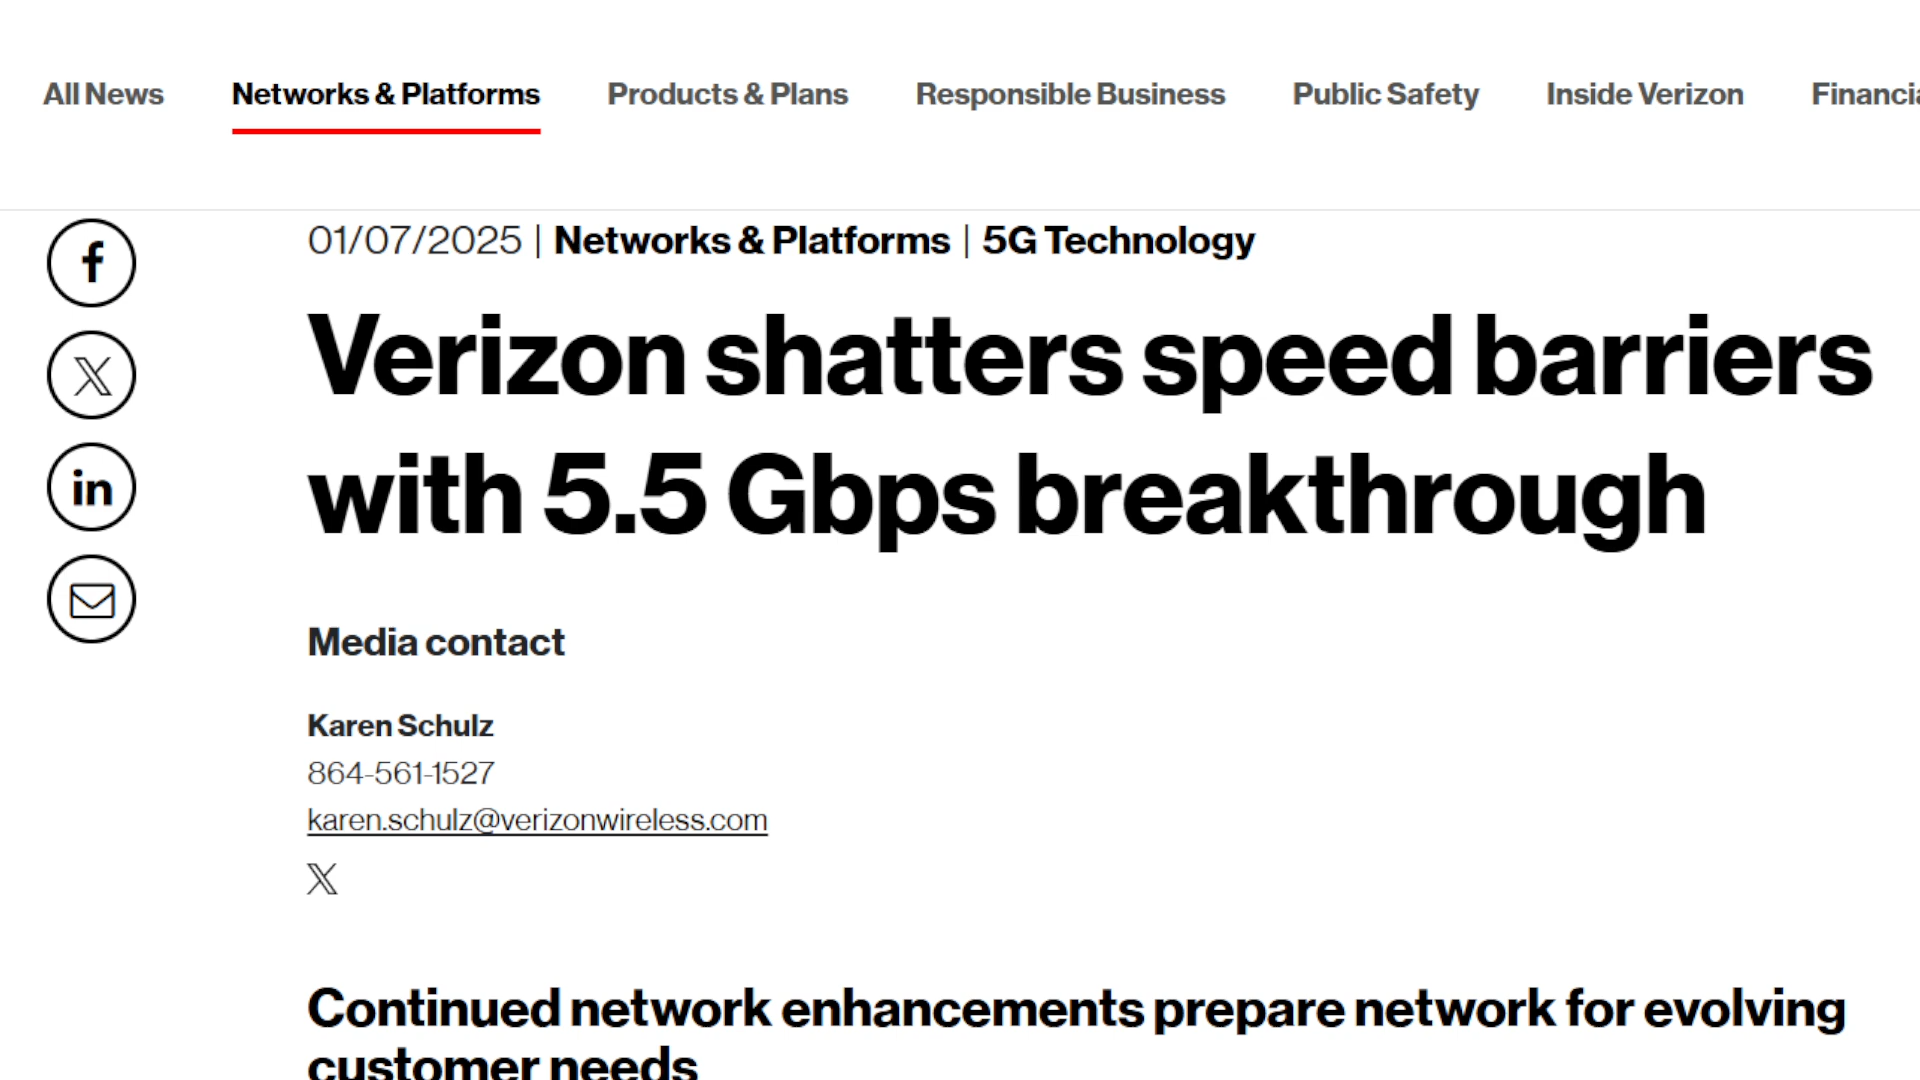 All News Networks & Platforms Products & Plans Responsible Business Public Safety Inside Verizon Financia
01/07/2025 | Networks & Platforms | 5G Technology
Verizon shatters speed barriers
with 5.5 Gbps breakthrough
Media contact
Karen Schulz
864-561-1527
karen.schulz@verizonwireless.com
Continued network enhancements prepare network for evolving
customer needs